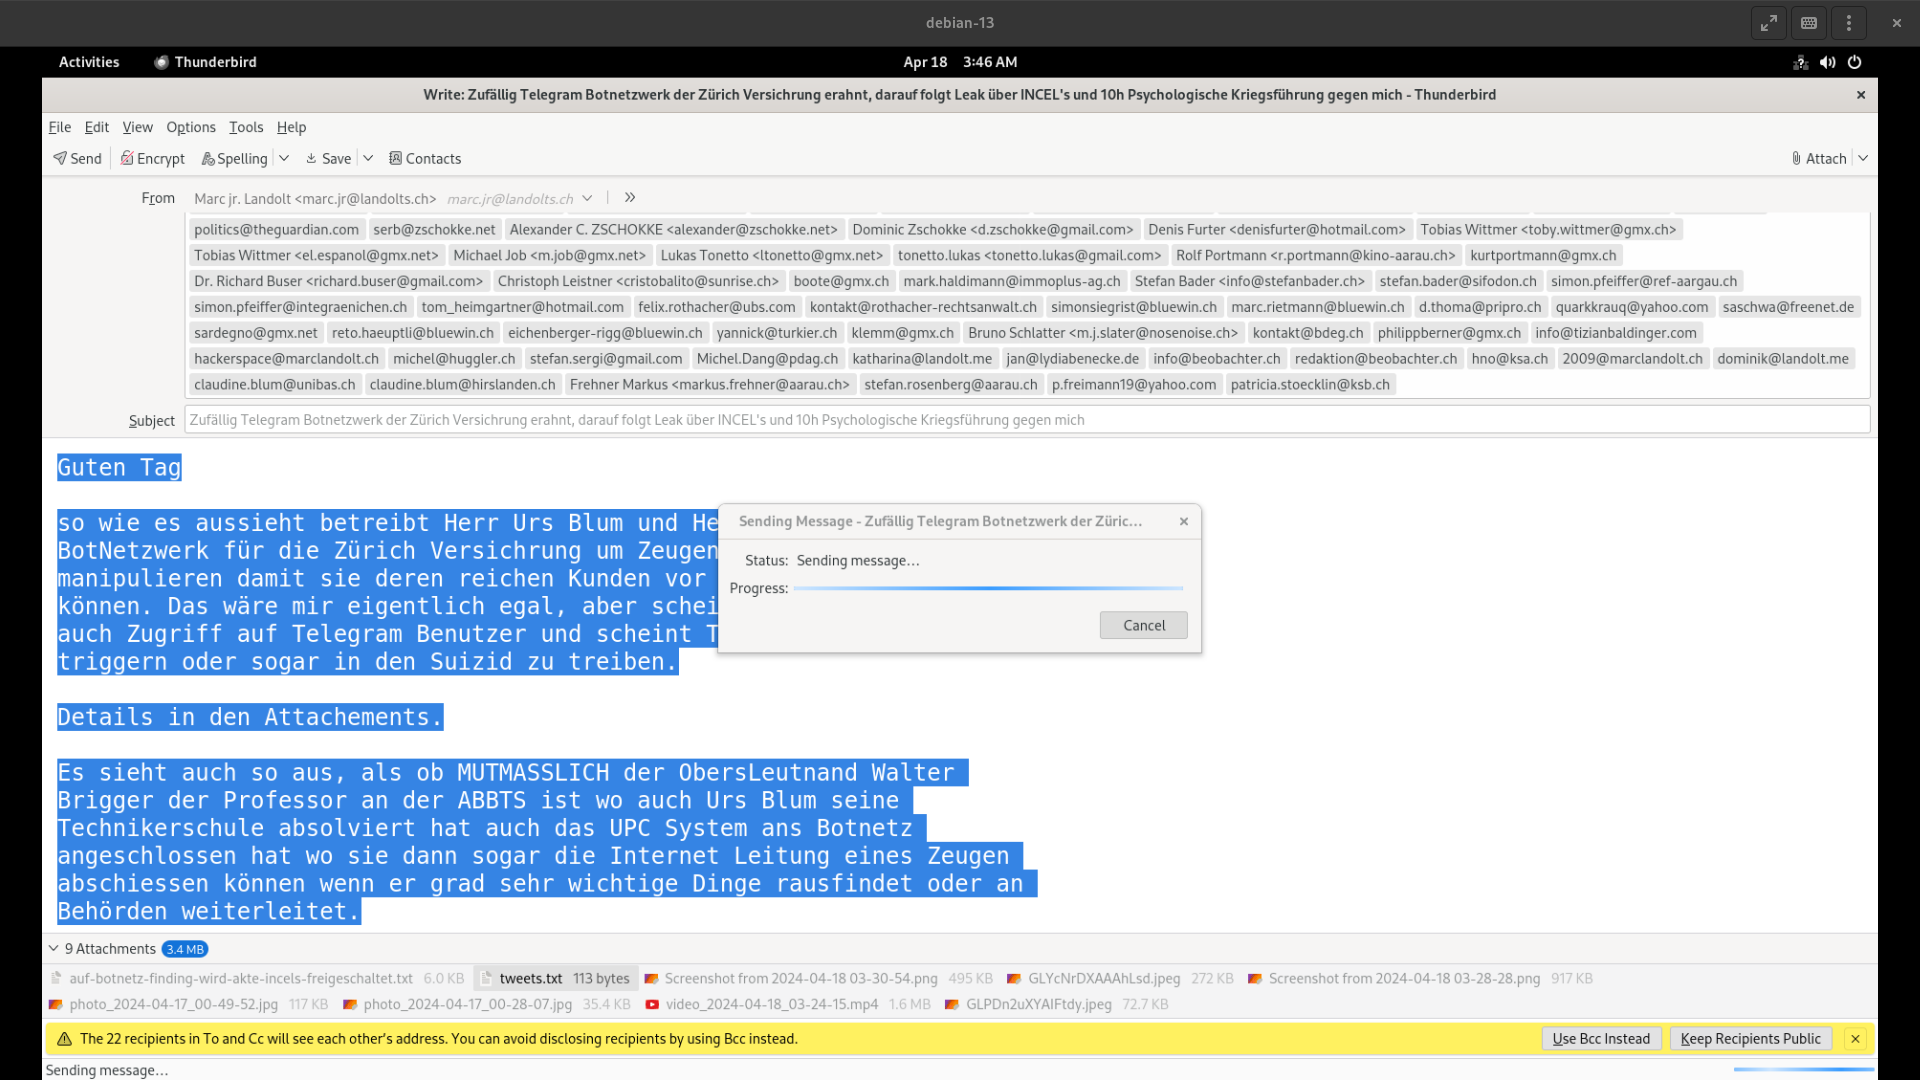 debian-13
Activities Thunderbird Apr 18 3:46 AM
Write: Zufällig Telegram Botnetzwerk der Zürich Versichrung erahnt, darauf folgt Leak über INCEL's und 10h Psychologische Kriegsführung gegen mich - Thunderbird
File Edit View Options Tools Help
Send Encrypt Spelling Save Contacts Attach
From Marc jr. Landolt <marc.jr@landolts.ch> marc.jr@landolts.ch
politics@theguardian.com serb@zschokke.net Alexander C. ZSCHOKKE <alexander@zschokke.net> Dominic Zschokke <d.zschokke@gmail.com> Denis Furter <denisfurter@hotmail.com> Tobias Wittmer <toby.wittmer@gmx.ch>
Tobias Wittmer <el.espanol@gmx.net> Michael Job <m.job@gmx.net> Lukas Tonetto <ltonetto@gmx.net> tonetto.lukas <tonetto.lukas@gmail.com> Rolf Portmann <r.portmann@kino-aarau.ch> kurtportmann@gmx.ch
Dr. Richard Buser <richard.buser@gmail.com> Christoph Leistner <cristobalito@sunrise.ch> boote@gmx.ch mark.haldimann@immoplus-ag.ch Stefan Bader <info@stefanbader.ch> stefan.bader@sifodon.ch simon.pfeiffer@ref-aargau.ch
simon.pfeiffer@integraenichen.ch tom_heimgartner@hotmail.com felix.rothacher@ubs.com kontakt@rothacher-rechtsanwalt.ch simonsiegrist@bluewin.ch marc.rietmann@bluewin.ch d.thoma@pripro.ch quarkkrauq@yahoo.com saschwa@freenet.de
sardegno@gmx.net reto.haeuptli@bluewin.ch eichenberger-rigg@bluewin.ch yannick@turkier.ch klemm@gmx.ch Bruno Schlatter <m.j.slater@nosenoise.ch> kontakt@bdeg.ch philippberner@gmx.ch info@tizianbaldinger.com
hackerspace@marclandolt.ch michel@huggler.ch stefan.sergi@gmail.com Michel.Dang@pdag.ch katharina@landolt.me jan@lydiabenecke.de info@beobachter.ch redaktion@beobachter.ch hno@ksa.ch 2009@marclandolt.ch dominik@landolt.me
claudine.blum@unibas.ch claudine.blum@hirslanden.ch Frehner Markus <markus.frehner@aarau.ch> stefan.rosenberg@aarau.ch p.freimann19@yahoo.com patricia.stoecklin@ksb.ch
Subject Zufällig Telegram Botnetzwerk der Zürich Versichrung erahnt, darauf folgt Leak über INCEL's und 10h Psychologische Kriegsführung gegen mich
Guten Tag
so wie es aussieht betreibt Herr Urs Blum und He
BotNetzwerk für die Zürich Versichrung um Zeugen
manipulieren damit sie deren reichen Kunden vor
können. Das wäre mir eigentlich egal, aber schei
auch Zugriff auf Telegram Benutzer und scheint T
triggern oder sogar in den Suizid zu treiben.
Sending Message - Zufällig Telegram Botnetzwerk der Züric...
Status: Sending message...
Progress:
Cancel
Details in den Attachements.
Es sieht auch so aus, als ob MUTMASSLICH der ObersLeutnand Walter
Brigger der Professor an der ABBTS ist wo auch Urs Blum seine
Technikerschule absolviert hat auch das UPC System ans Botnetz
angeschlossen hat wo sie dann sogar die Internet Leitung eines Zeugen
abschiessen können wenn er grad sehr wichtige Dinge rausfindet oder an
Behörden weiterleitet.
9 Attachments 3.4 MB
auf-botnetz-finding-wird-akte-incels-freigeschaltet.txt 6.0 KB tweets.txt 113 bytes Screenshot from 2024-04-18 03-30-54.png 495 KB GLYcNrDXAAAhLsd.jpeg 272 KB Screenshot from 2024-04-18 03-28-28.png 917 KB
photo_2024-04-17_00-49-52.jpg 117 KB photo_2024-04-17_00-28-07.jpg 35.4 KB video_2024-04-18_03-24-15.mp4 1.6 MB GLPDn2uXYAIFtdy.jpeg 72.7 KB
The 22 recipients in To and Cc will see each other's address. You can avoid disclosing recipients by using Bcc instead. Use Bcc Instead Keep Recipients Public
Sending message...